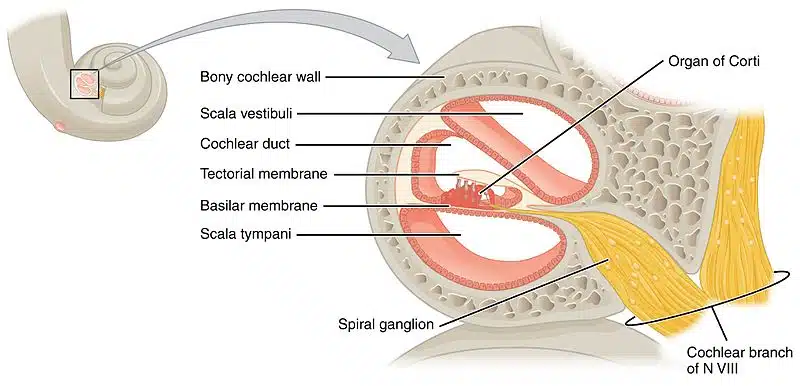 Organ of Corti
Bony cochlear wall
Scala vestibuli
Cochlear duct
Tectorial membrane
Basilar membrane
Scala tympani
Spiral ganglion
Cochlear branch
of N VIII